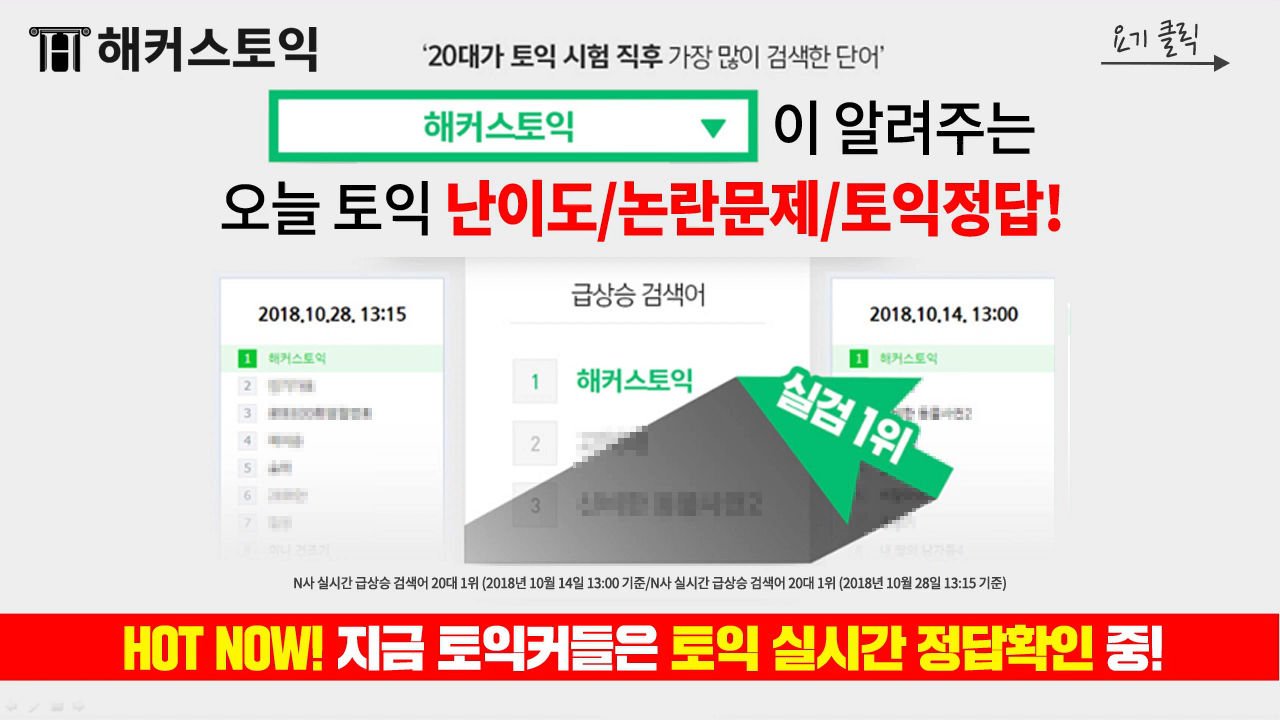 해커스토익
요기 클릭
‘20대가 토익 시험 직후 가장 많이 검색한 단어’
해커스토익 이 알려주는
오늘 토익 난이도/논란문제/토익정답!
2018.10.28. 13:15
1 해커스토익
2
3
4
5
6
7
급상승 검색어
1 해커스토익
2
3
실검 1위
2018.10.14. 13:00
1 해커스토익
N사 실시간 급상승 검색어 20대 1위 (2018년 10월 14일 13:00 기준/N사 실시간 급상승 검색어 20대 1위 (2018년 10월 28일 13:15 기준)
HOT NOW! 지금 토익커들은 토익 실시간 정답확인 중!